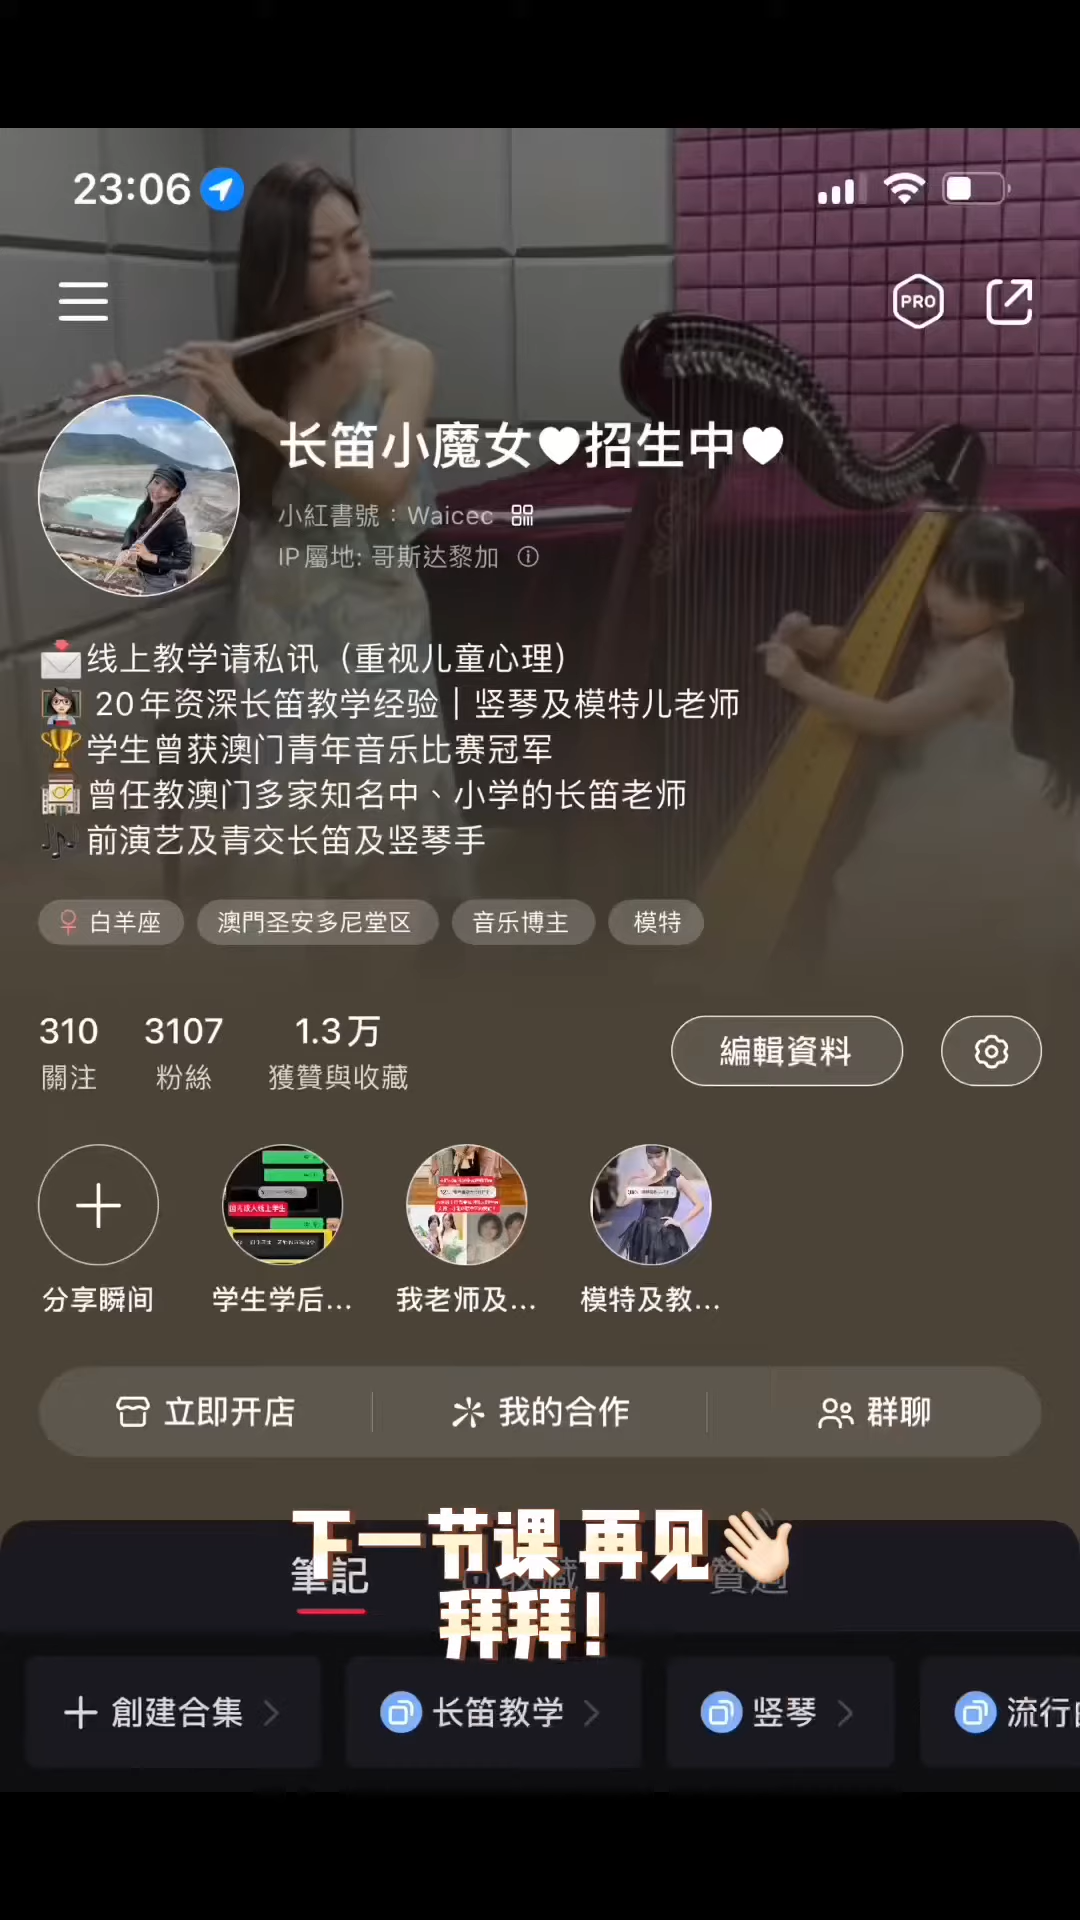 23:06
PRO
长笛小魔女♥招生中♥
小紅書號：Waicec
IP屬地: 哥斯达黎加
线上教学请私讯（重视儿童心理）
20年资深长笛教学经验｜竖琴及模特儿老师
学生曾获澳门青年音乐比赛冠军
曾任教澳门多家知名中、小学的长笛老师
前演艺及青交长笛及竖琴手
♀ 白羊座
澳門圣安多尼堂区
音乐博主
模特
310 3107 1.3万
關注 粉絲 獲贊與收藏
編輯資料
分享瞬间
学生学后...
我老师及...
模特及教...
立即开店
我的合作
群聊
下一节课 再见👋
拜拜！
筆記
收藏
贊過
創建合集
长笛教学
竖琴
流行